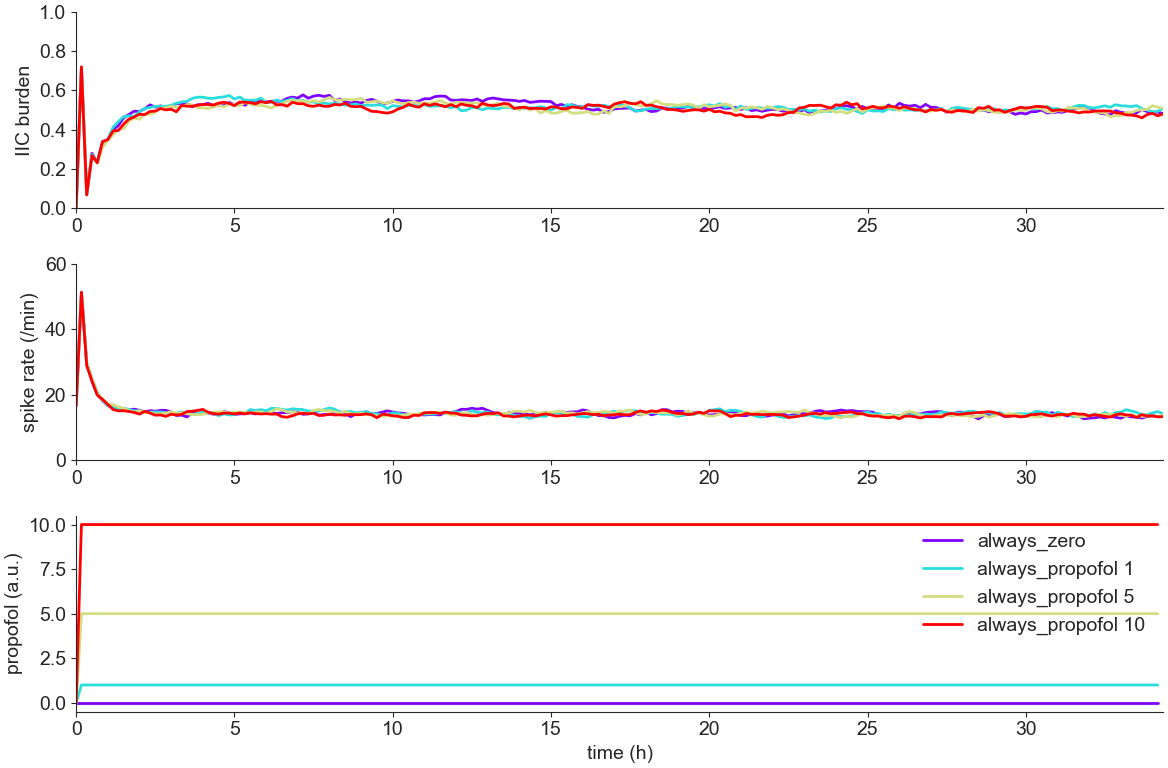 1.0
0.8
0.6
0.4
0.2
0.0
IIC burden
0 5 10 15 20 25 30
60
40
20
0
spike rate (/min)
0 5 10 15 20 25 30
10.0
7.5
5.0
2.5
0.0
propofol (a.u.)
always_zero
always_propofol 1
always_propofol 5
always_propofol 10
0 5 10 15 20 25 30
time (h)